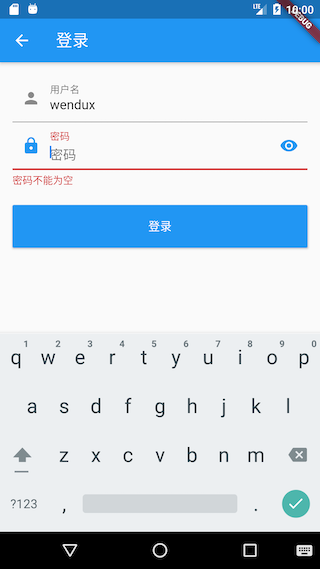 LTE 10:00
DEBUG
登录
用户名
wendux
密码
密码
密码不能为空
登录
1 2 3 4 5 6 7 8 9 0
q w e r t y u i o p
a s d f g h j k l
z x c v b n m
?123 , .